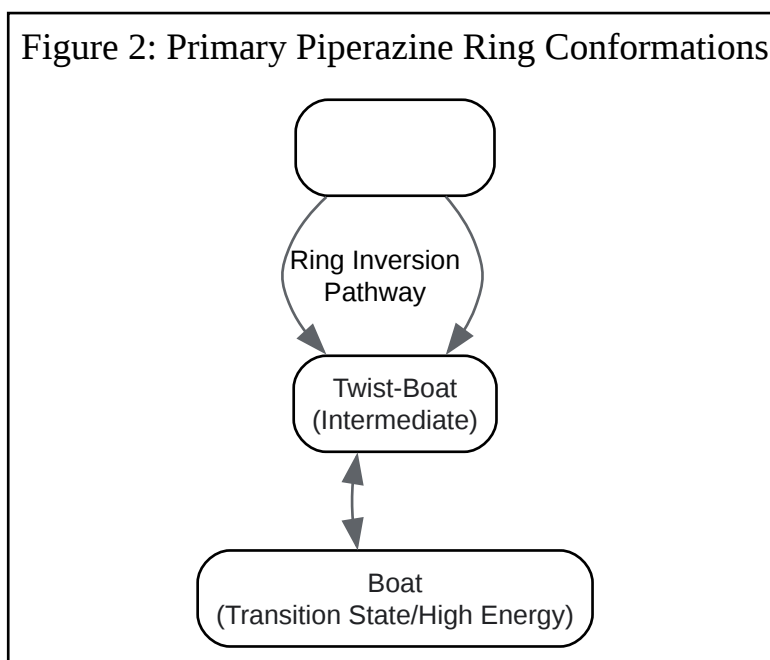 Figure 2: Primary Piperazine Ring Conformations
Ring Inversion
Pathway
Twist-Boat
(Intermediate)
Boat
(Transition State/High Energy)